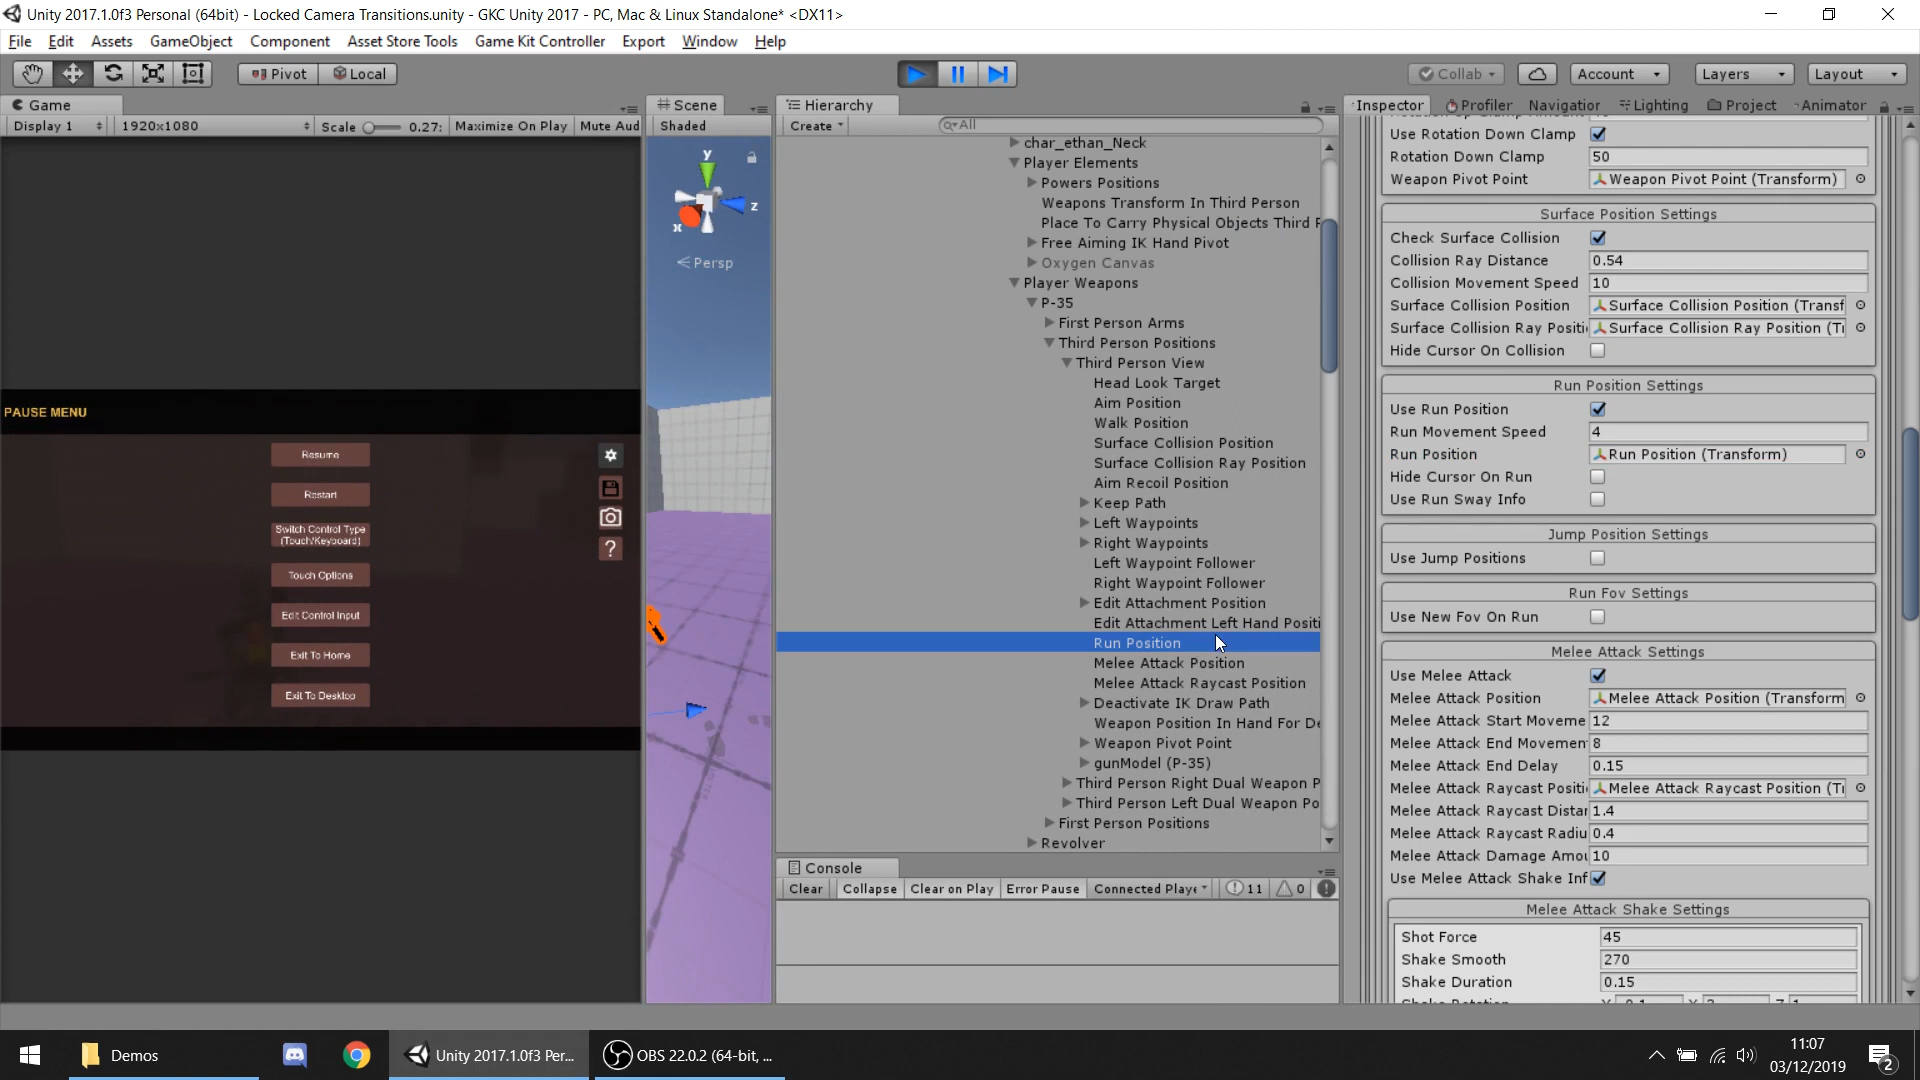 Unity 2017.1.0f3 Personal (64bit) - Locked Camera Transitions.unity - GKC Unity 2017 - PC, Mac & Linux Standalone* <DX11>
File Edit Assets GameObject Component Asset Store Tools Game Kit Controller Export Window Help
Pivot Local
Collab Account Layers Layout
Game
Display 1 1920x1080 Scale 0.27: Maximize On Play Mute Aud
PAUSE MENU
Resume
Restart
Switch Control Type
(Touch/Keyboard)
Touch Options
Edit Control Input
Exit To Home
Exit To Desktop
?
Scene
Shaded
y
z
x
Persp
Hierarchy
Create All
char_ethan_Neck
Player Elements
Powers Positions
Weapons Transform In Third Person
Place To Carry Physical Objects Third P
Free Aiming IK Hand Pivot
Oxygen Canvas
Player Weapons
P-35
First Person Arms
Third Person Positions
Third Person View
Head Look Target
Aim Position
Walk Position
Surface Collision Position
Surface Collision Ray Position
Aim Recoil Position
Keep Path
Left Waypoints
Right Waypoints
Left Waypoint Follower
Right Waypoint Follower
Edit Attachment Position
Edit Attachment Left Hand Positi
Run Position
Melee Attack Position
Melee Attack Raycast Position
Deactivate IK Draw Path
Weapon Position In Hand For De
Weapon Pivot Point
gunModel (P-35)
Third Person Right Dual Weapon P
Third Person Left Dual Weapon Po
First Person Positions
Revolver
Console
Clear Collapse Clear on Play Error Pause Connected Playe 11 0
Inspector Profiler Navigation Lighting Project Animator
Use Rotation Down Clamp
Rotation Down Clamp 50
Weapon Pivot Point Weapon Pivot Point (Transform)
Surface Position Settings
Check Surface Collision
Collision Ray Distance 0.54
Collision Movement Speed 10
Surface Collision Position Surface Collision Position (Transf
Surface Collision Ray Positi Surface Collision Ray Position (Tr
Hide Cursor On Collision
Run Position Settings
Use Run Position
Run Movement Speed 4
Run Position Run Position (Transform)
Hide Cursor On Run
Use Run Sway Info
Jump Position Settings
Use Jump Positions
Run Fov Settings
Use New Fov On Run
Melee Attack Settings
Use Melee Attack
Melee Attack Position Melee Attack Position (Transform
Melee Attack Start Moveme 12
Melee Attack End Movemen 8
Melee Attack End Delay 0.15
Melee Attack Raycast Positi Melee Attack Raycast Position (Tr
Melee Attack Raycast Distar 1.4
Melee Attack Raycast Radiu 0.4
Melee Attack Damage Amou 10
Use Melee Attack Shake Inf
Melee Attack Shake Settings
Shot Force 45
Shake Smooth 270
Shake Duration 0.15
Demos
Unity 2017.1.0f3 Per...
OBS 22.0.2 (64-bit, ...
11:07
03/12/2019
2